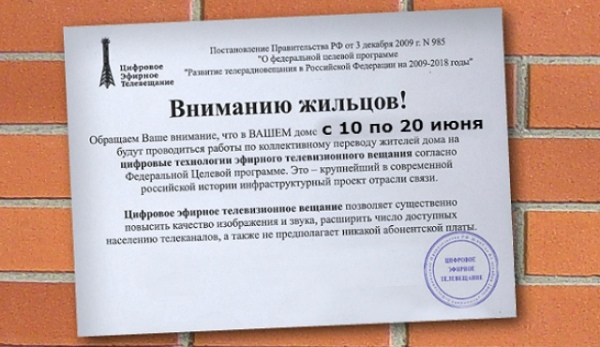 Цифровое
Эфирное
Телевещание
Постановление Правительства РФ от 3 декабря 2009 г. N 985
"О федеральной целевой программе
"Развитие телерадиовещания в Российской Федерации на 2009-2018 годы"
Вниманию жильцов!
Обращаем Ваше внимание, что в ВАШЕМ доме с 10 по 20 июня
будут проводиться работы по коллективному переводу жителей дома на
цифровые технологии эфирного телевизионного вещания согласно
Федеральной Целевой программе. Это – крупнейший в современной
российской истории инфраструктурный проект отрасли связи.
Цифровое эфирное телевизионное вещание позволяет существенно
повысить качество изображения и звука, расширить число доступных
населению телеканалов, а также не предполагает никакой абонентской платы.
ЦИФРОВОЕ
ЭФИРНОЕ
ТЕЛЕВЕЩАНИЕ